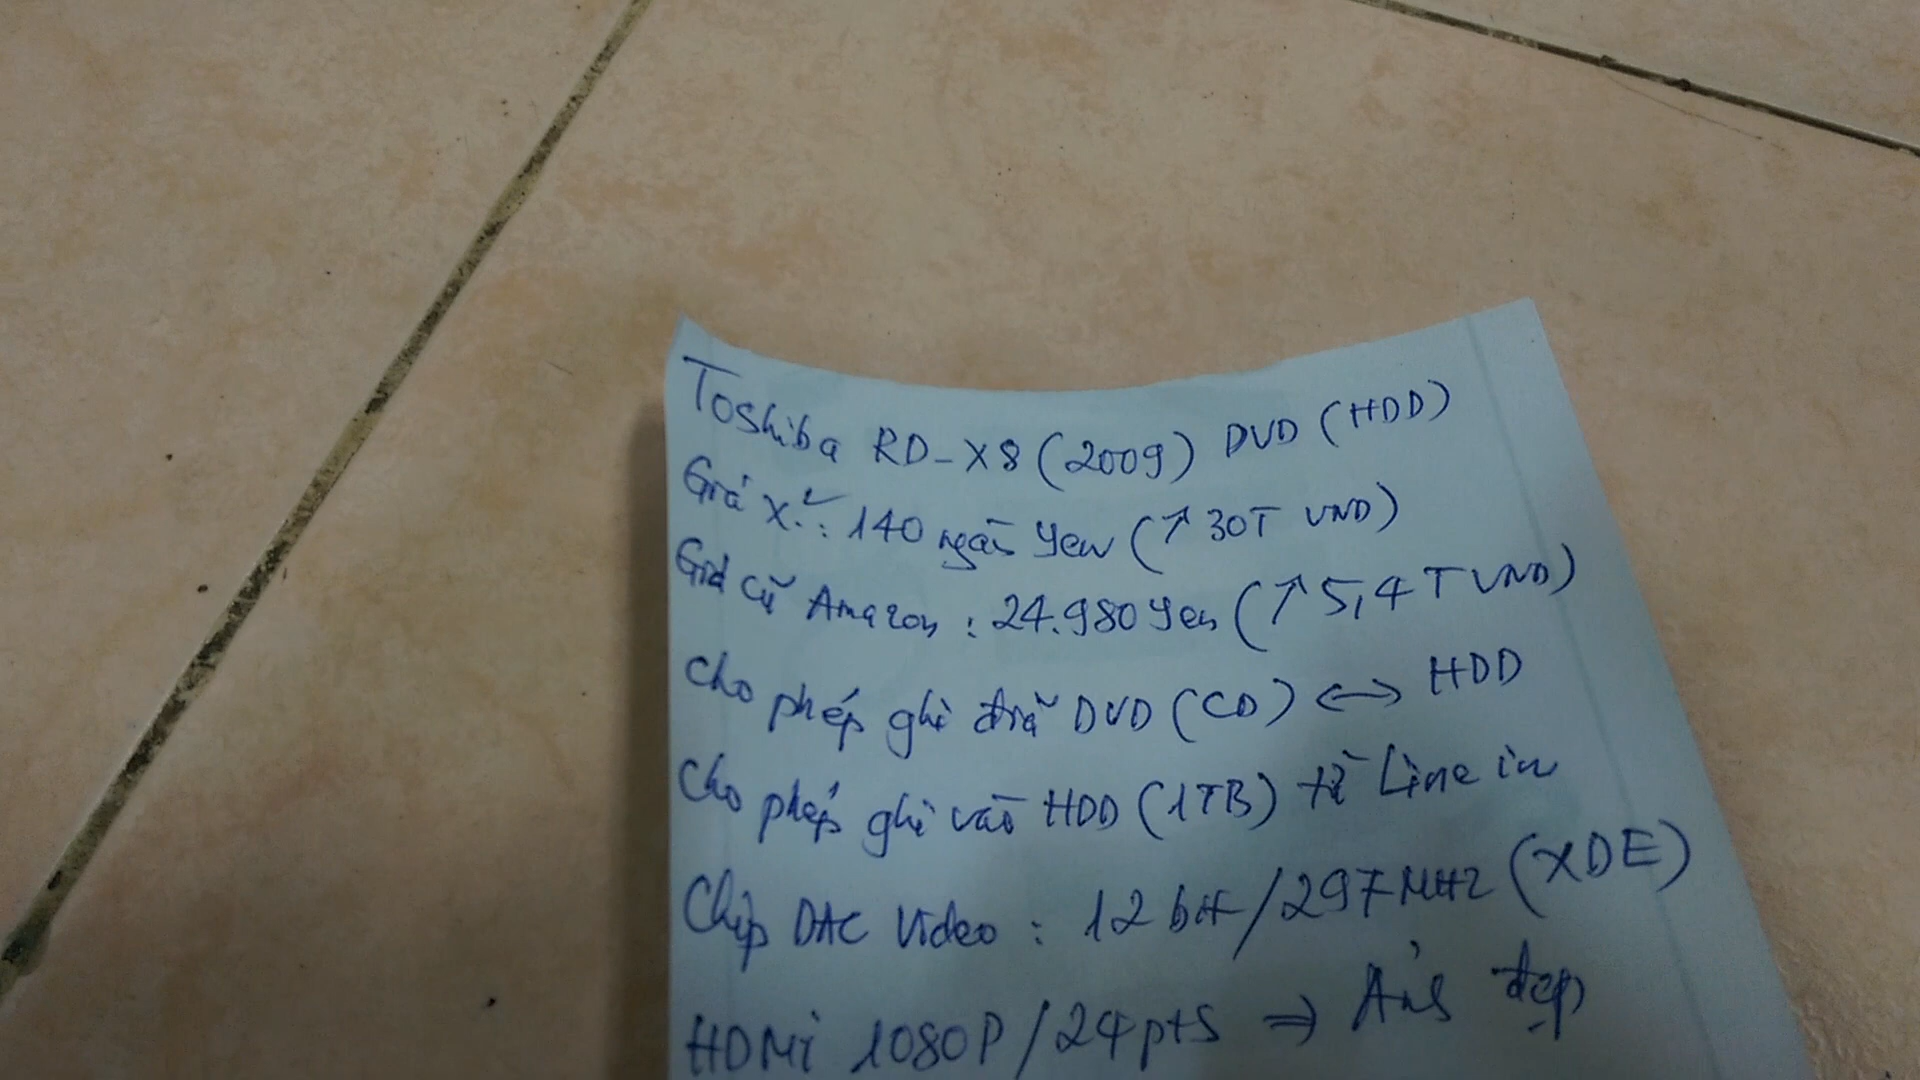 Toshiba RD-X8 (2009) DVD (HDD)
Giá x': 140 ngàn Yen (↑ 30T VND)
Giá cũ Amazon: 24.980 Yen (↑ 5,4 T VND)
Cho phép ghi đĩa DVD (CD) ↔ HDD
Cho phép ghi vào HDD (1TB) từ Line in
Chip DAC Video: 12 bit/297 MHz (XDE)
HDMi 1080P/24pts ⇒ Ảnh đẹp